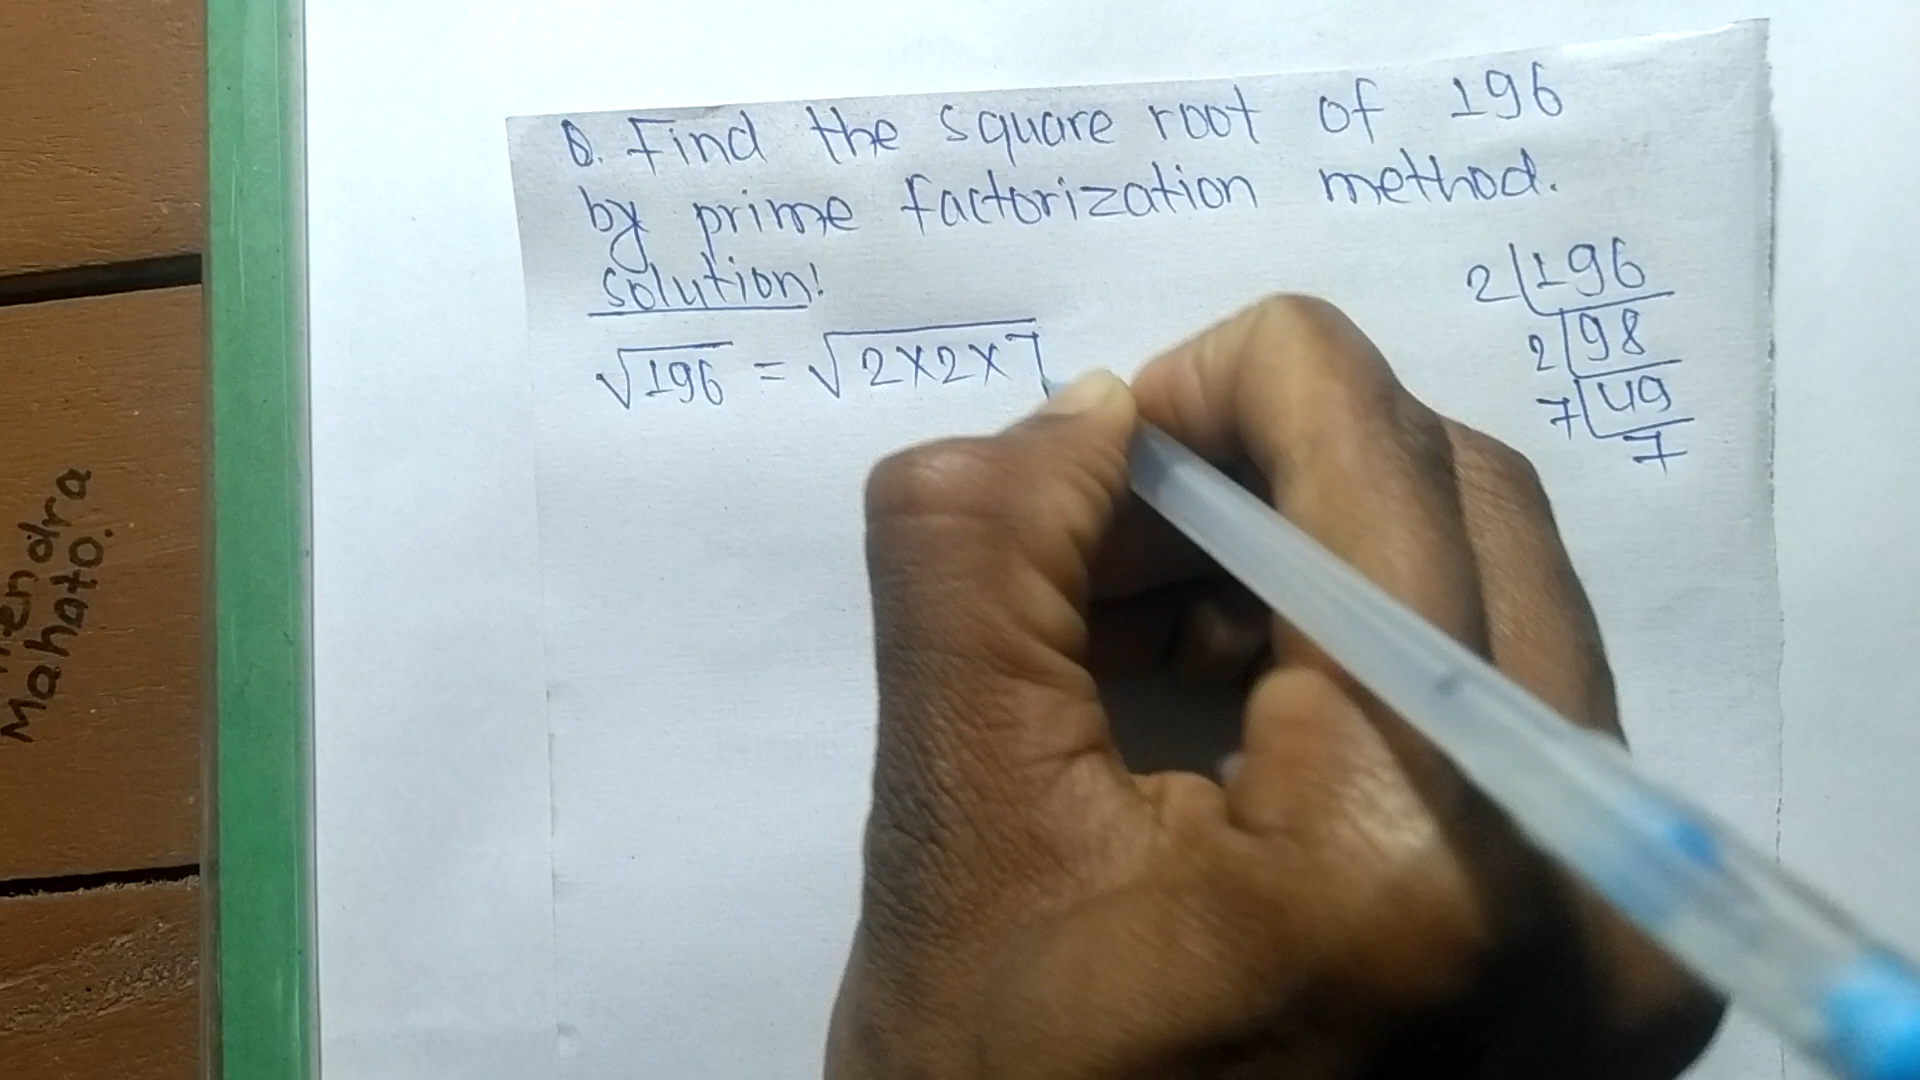 Q. Find the square root of 196
by prime factorization method.
Solution:
√196 = √2×2×7
2 196
2 98
7 49
7
Mahato.